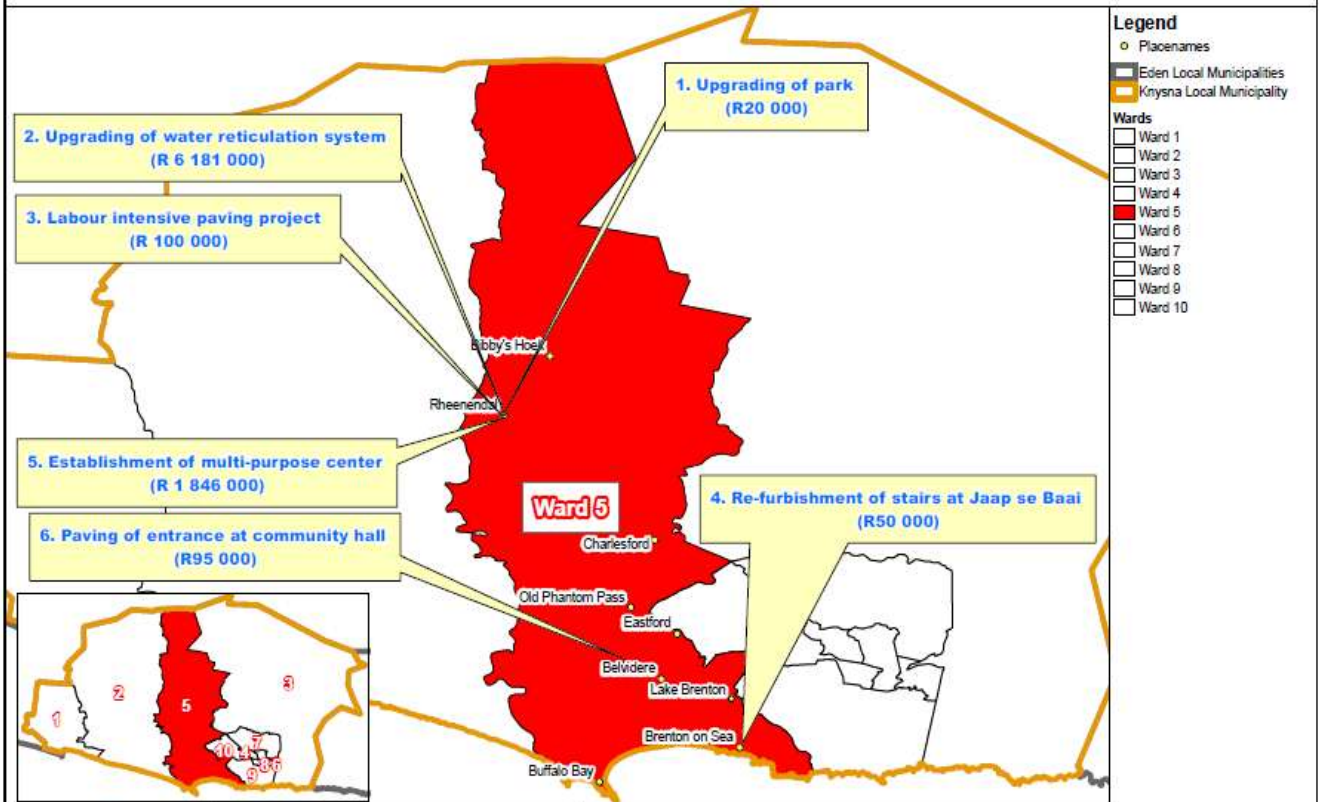 1. Upgrading of park
(R20 000)
2. Upgrading of water reticulation system
(R 6 181 000)
3. Labour intensive paving project
(R 100 000)
Bibby's Hoek
Rheenendal
5. Establishment of multi-purpose center
(R 1 846 000)
Ward 5
4. Re-furbishment of stairs at Jaap se Baai
(R50 000)
6. Paving of entrance at community hall
(R95 000)
Charlesford
Old Phantom Pass
Eastford
Belvidere
Lake Brenton
Brenton on Sea
Buffalo Bay
1
2
5
3
10
4
7
8
6
9
Legend
Placenames
Eden Local Municipalities
Knysna Local Municipality
Wards
Ward 1
Ward 2
Ward 3
Ward 4
Ward 5
Ward 6
Ward 7
Ward 8
Ward 9
Ward 10